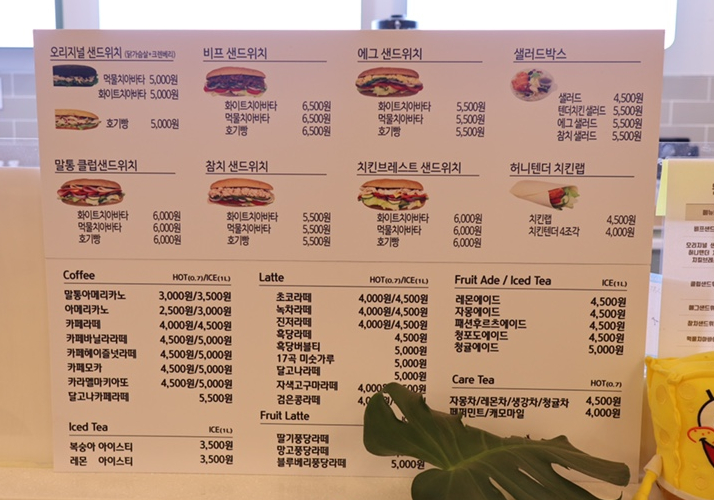 오리지널 샌드위치 (닭가슴살+크랜베리)
먹물치아바타 5,000원
화이트치아바타 5,000원
호기빵 5,000원
비프 샌드위치
화이트치아바타 6,500원
먹물치아바타 6,500원
호기빵 6,500원
에그 샌드위치
화이트치아바타 5,500원
먹물치아바타 5,500원
호기빵 5,500원
샐러드박스
샐러드 4,500원
텐더치킨 샐러드 5,500원
에그 샐러드 5,500원
참치 샐러드 5,500원
말통 클럽샌드위치
화이트치아바타 6,000원
먹물치아바타 6,000원
호기빵 6,000원
참치 샌드위치
화이트치아바타 5,500원
먹물치아바타 5,500원
호기빵 5,500원
치킨브레스트 샌드위치
화이트치아바타 6,000원
먹물치아바타 6,000원
호기빵 6,000원
허니텐더 치킨랩
치킨랩 4,500원
치킨텐더4조각 4,000원
Coffee HOT(0.7)/ICE(1L)
말통아메리카노 3,000원/3,500원
아메리카노 2,500원/3,000원
카페라떼 4,000원/4,500원
카페바닐라라떼 4,500원/5,000원
카페헤이즐넛라떼 4,500원/5,000원
카페모카 4,500원/5,000원
카라멜마키아또 4,500원/5,000원
달고나카페라떼 5,500원
Iced Tea ICE(1L)
복숭아 아이스티 3,500원
레몬 아이스티 3,500원
Latte HOT(0.7)/ICE(1L)
초코라떼 4,000원/4,500원
녹차라떼 4,000원/4,500원
진저라떼 4,000원/4,500원
흑당라떼 4,500원
흑당버블티 5,000원
17곡 미숫가루 5,000원
달고나라떼 5,000원
자색고구마라떼
검은콩라떼
Fruit Latte
딸기퐁당라떼
망고퐁당라떼
블루베리퐁당라떼 5,000원
Fruit Ade / Iced Tea ICE(1L)
레몬에이드 4,500원
자몽에이드 4,500원
패션후르츠에이드 4,500원
청포도에이드 4,500원
청귤에이드 5,000원
Care Tea HOT(0.7)
자몽차/레몬차/생강차/청귤차 4,500원
페퍼민트/캐모마일 4,000원